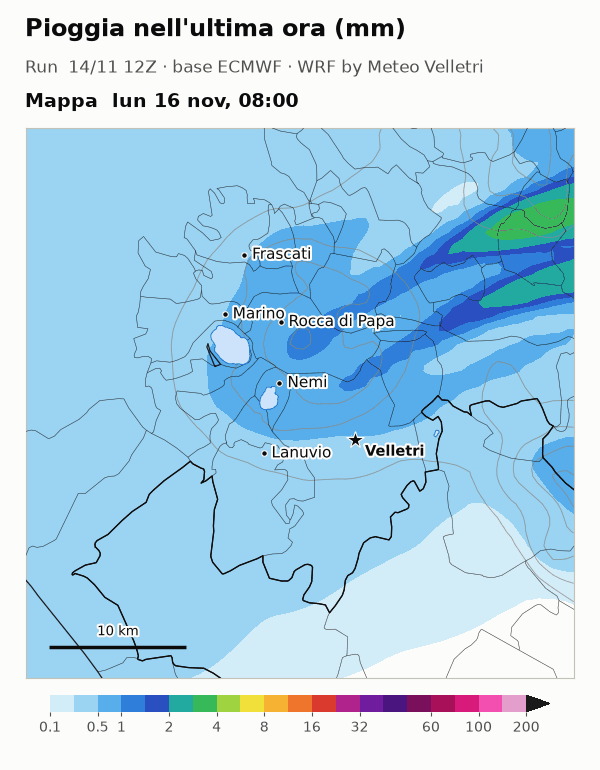 Pioggia nell'ultima ora (mm)
Run  14/11 12Z · base ECMWF · WRF by Meteo Velletri
Mappa  lun 16 nov, 08:00
Frascati
Marino
Rocca di Papa
Nemi
Velletri
Lanuvio
10 km
0.1 0.5 1 2 4 8 16 32 60 100 200